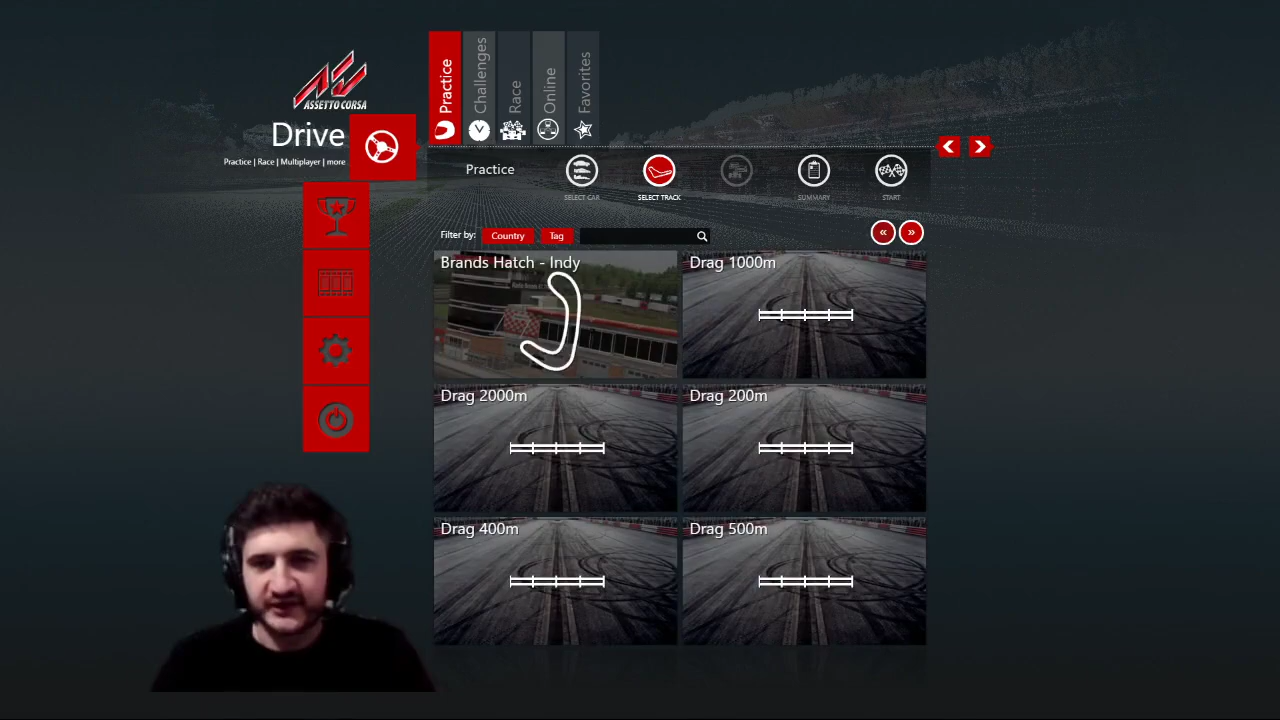 Practice
Challenges
Race
Online
Favorites
ASSETTO CORSA
Drive
Practice | Race | Multiplayer | more
Practice
SELECT CAR
SELECT TRACK
SUMMARY
START
Filter by:
Country
Tag
Brands Hatch - Indy
Drag 1000m
Drag 2000m
Drag 200m
Drag 400m
Drag 500m